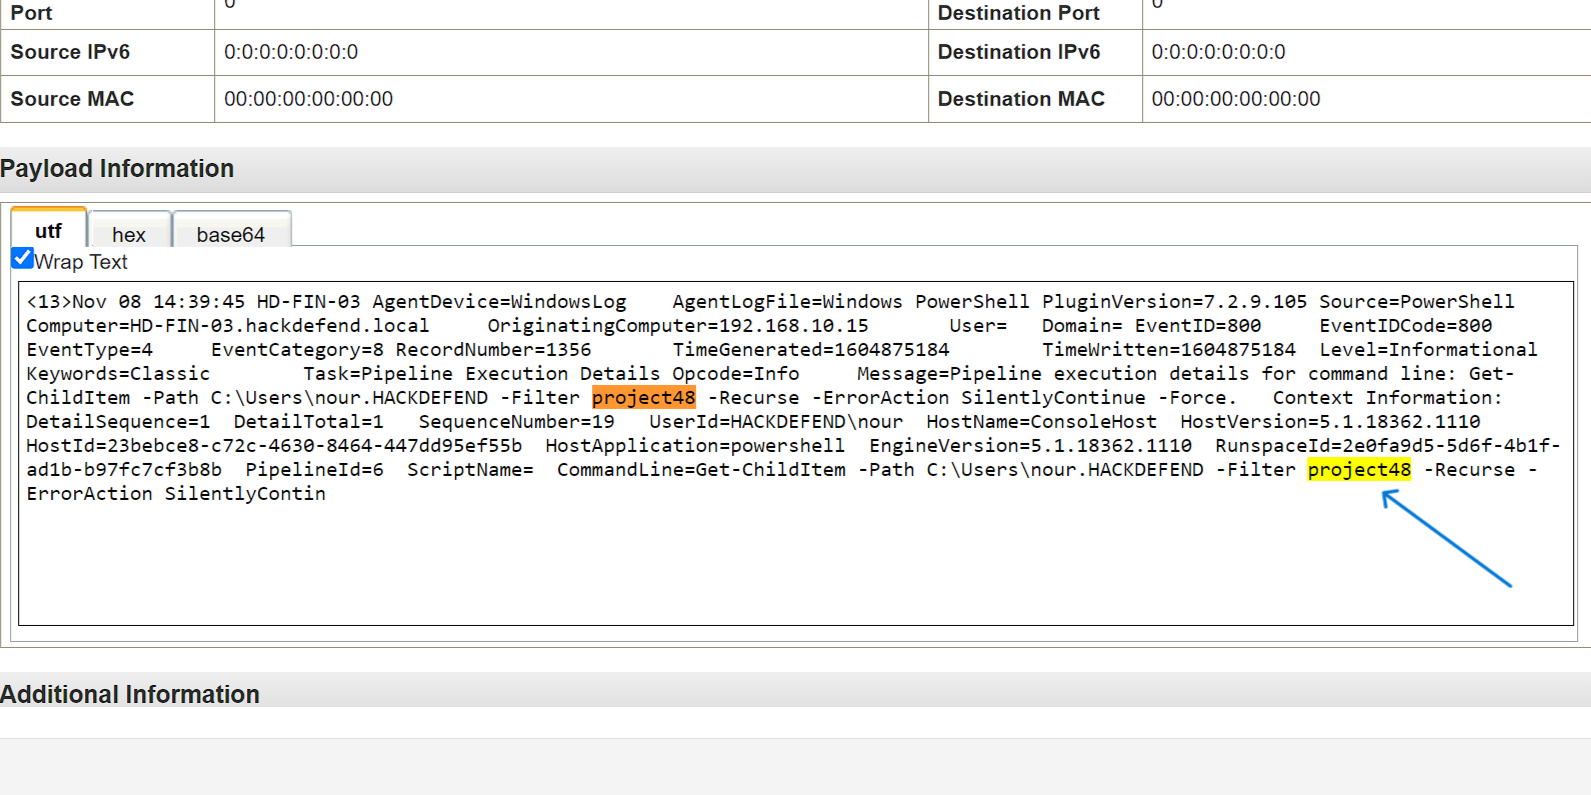 Port 0 Destination Port 0
Source IPv6 0:0:0:0:0:0:0:0 Destination IPv6 0:0:0:0:0:0:0:0
Source MAC 00:00:00:00:00:00 Destination MAC 00:00:00:00:00:00
Payload Information
utf hex base64
Wrap Text
<13>Nov 08 14:39:45 HD-FIN-03 AgentDevice=WindowsLog AgentLogFile=Windows PowerShell PluginVersion=7.2.9.105 Source=PowerShell
Computer=HD-FIN-03.hackdefend.local OriginatingComputer=192.168.10.15 User= Domain= EventID=800 EventIDCode=800
EventType=4 EventCategory=8 RecordNumber=1356 TimeGenerated=1604875184 TimeWritten=1604875184 Level=Informational
Keywords=Classic Task=Pipeline Execution Details Opcode=Info Message=Pipeline execution details for command line: Get-
ChildItem -Path C:\Users\nour.HACKDEFEND -Filter project48 -Recurse -ErrorAction SilentlyContinue -Force. Context Information:
DetailSequence=1 DetailTotal=1 SequenceNumber=19 UserId=HACKDEFEND\nour HostName=ConsoleHost HostVersion=5.1.18362.1110
HostId=23bebce8-c72c-4630-8464-447dd95ef55b HostApplication=powershell EngineVersion=5.1.18362.1110 RunspaceId=2e0fa9d5-5d6f-4b1f-
ad1b-b97fc7cf3b8b PipelineId=6 ScriptName= CommandLine=Get-ChildItem -Path C:\Users\nour.HACKDEFEND -Filter project48 -Recurse -
ErrorAction SilentlyContin
Additional Information